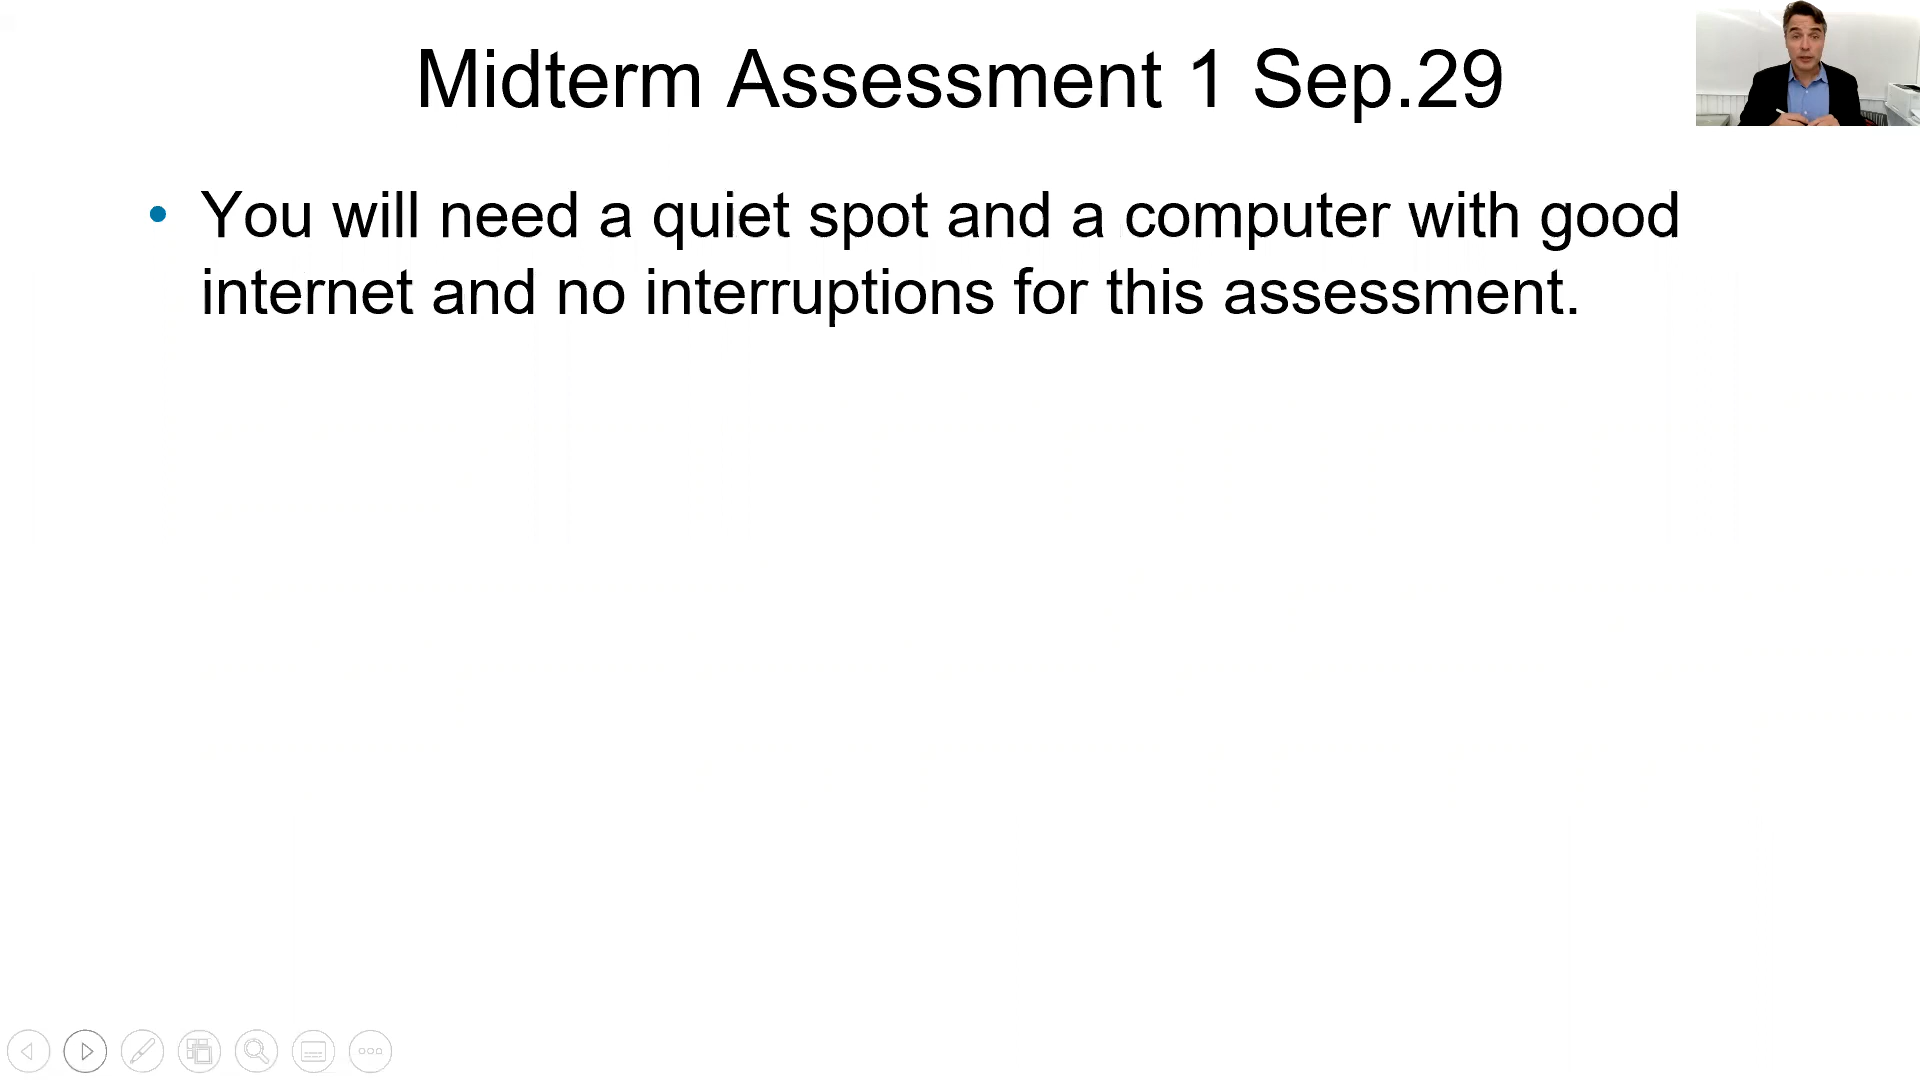 Midterm Assessment 1 Sep.29
• You will need a quiet spot and a computer with good
internet and no interruptions for this assessment.